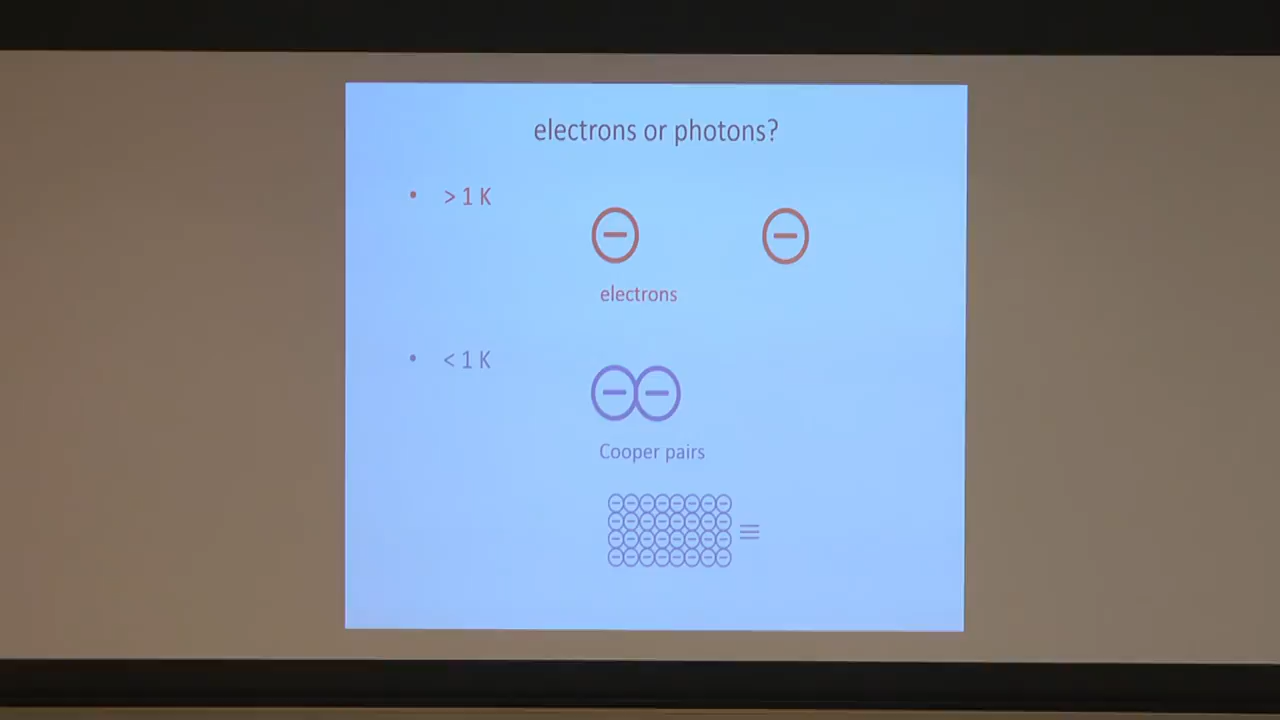 electrons or photons?
• > 1 K
electrons
• < 1 K
Cooper pairs
≡